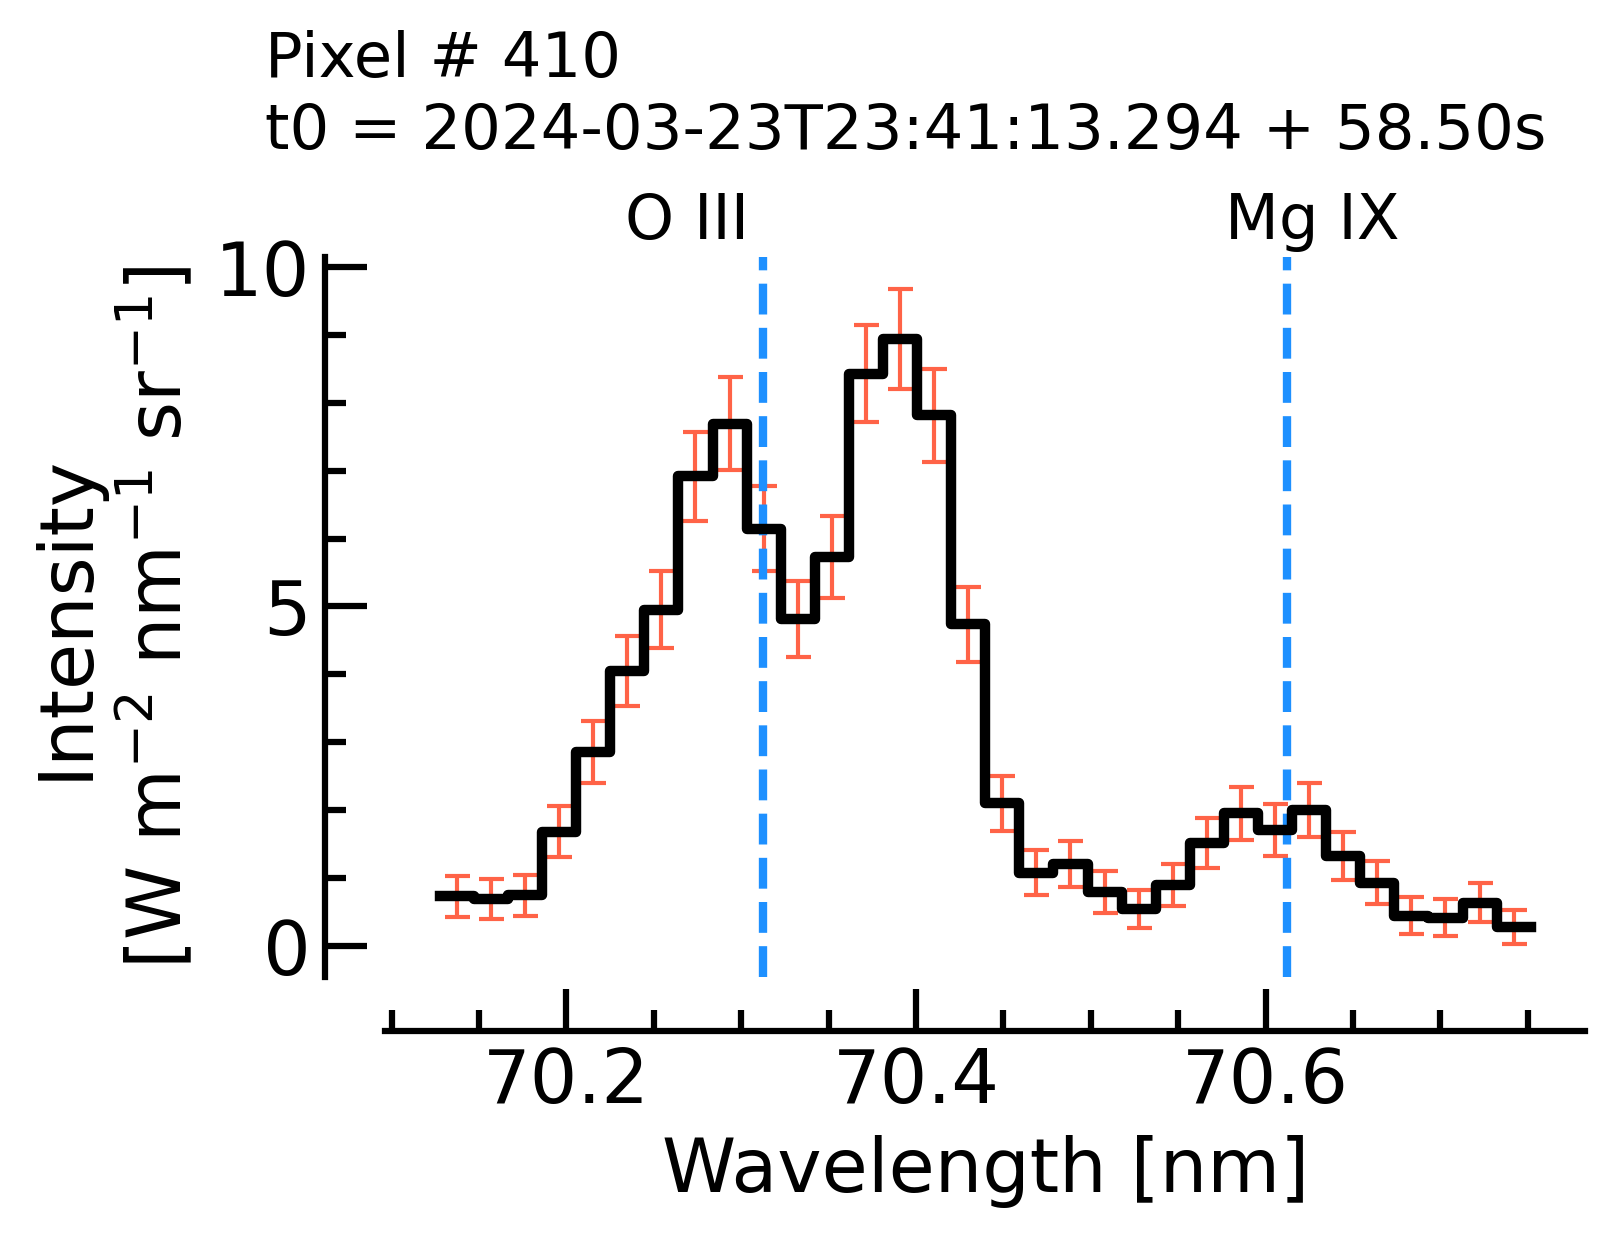 Pixel # 410
t0 = 2024-03-23T23:41:13.294 + 58.50s
O III
Mg IX
Intensity
[W m⁻² nm⁻¹ sr⁻¹]
10
5
0
70.2
70.4
70.6
Wavelength [nm]